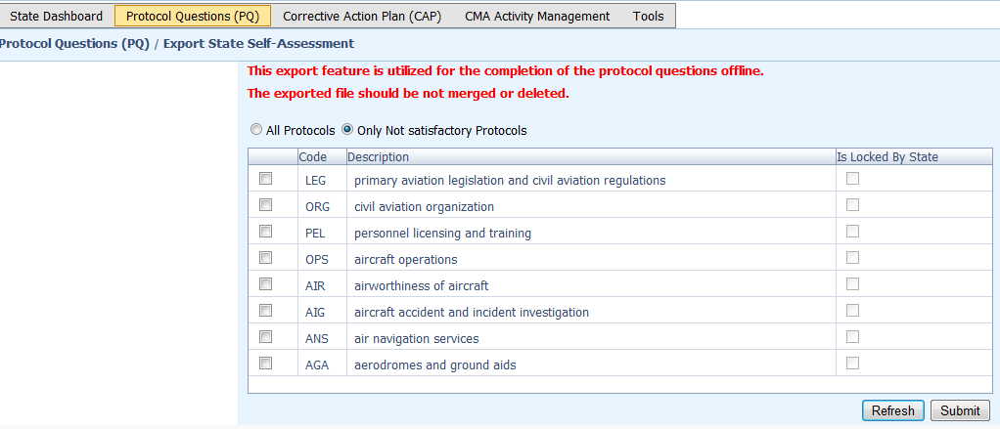 State Dashboard Protocol Questions (PQ) Corrective Action Plan (CAP) CMA Activity Management Tools
Protocol Questions (PQ) / Export State Self-Assessment
This export feature is utilized for the completion of the protocol questions offline.
The exported file should be not merged or deleted.
All Protocols Only Not satisfactory Protocols
Code Description Is Locked By State
LEG primary aviation legislation and civil aviation regulations
ORG civil aviation organization
PEL personnel licensing and training
OPS aircraft operations
AIR airworthiness of aircraft
AIG aircraft accident and incident investigation
ANS air navigation services
AGA aerodromes and ground aids
Refresh Submit